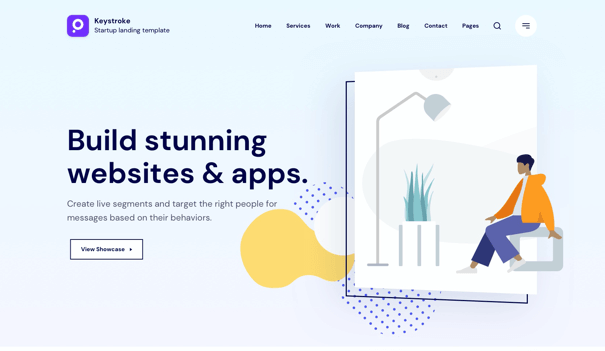 Keystroke
Startup landing template
Home Services Work Company Blog Contact Pages
Build stunning
websites & apps.
Create live segments and target the right people for
messages based on their behaviors.
View Showcase